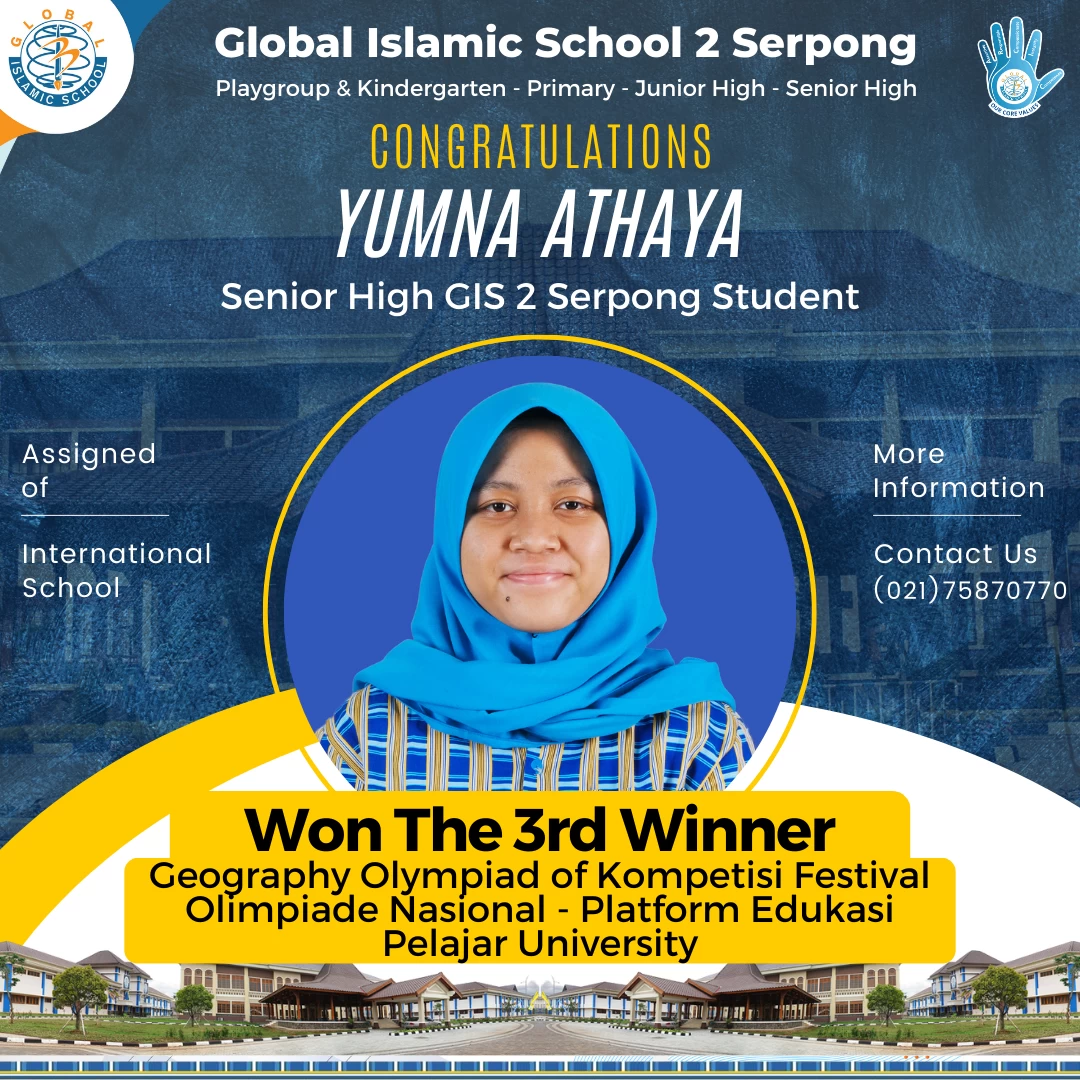 GLOBAL
ISLAMIC SCHOOL
Global Islamic School 2 Serpong
Playgroup & Kindergarten - Primary - Junior High - Senior High
OUR CORE VALUES
CONGRATULATIONS
YUMNA ATHAYA
Senior High GIS 2 Serpong Student
Assigned
of
International
School
More
Information
Contact Us
(021)75870770
Won The 3rd Winner
Geography Olympiad of Kompetisi Festival
Olimpiade Nasional - Platform Edukasi
Pelajar University